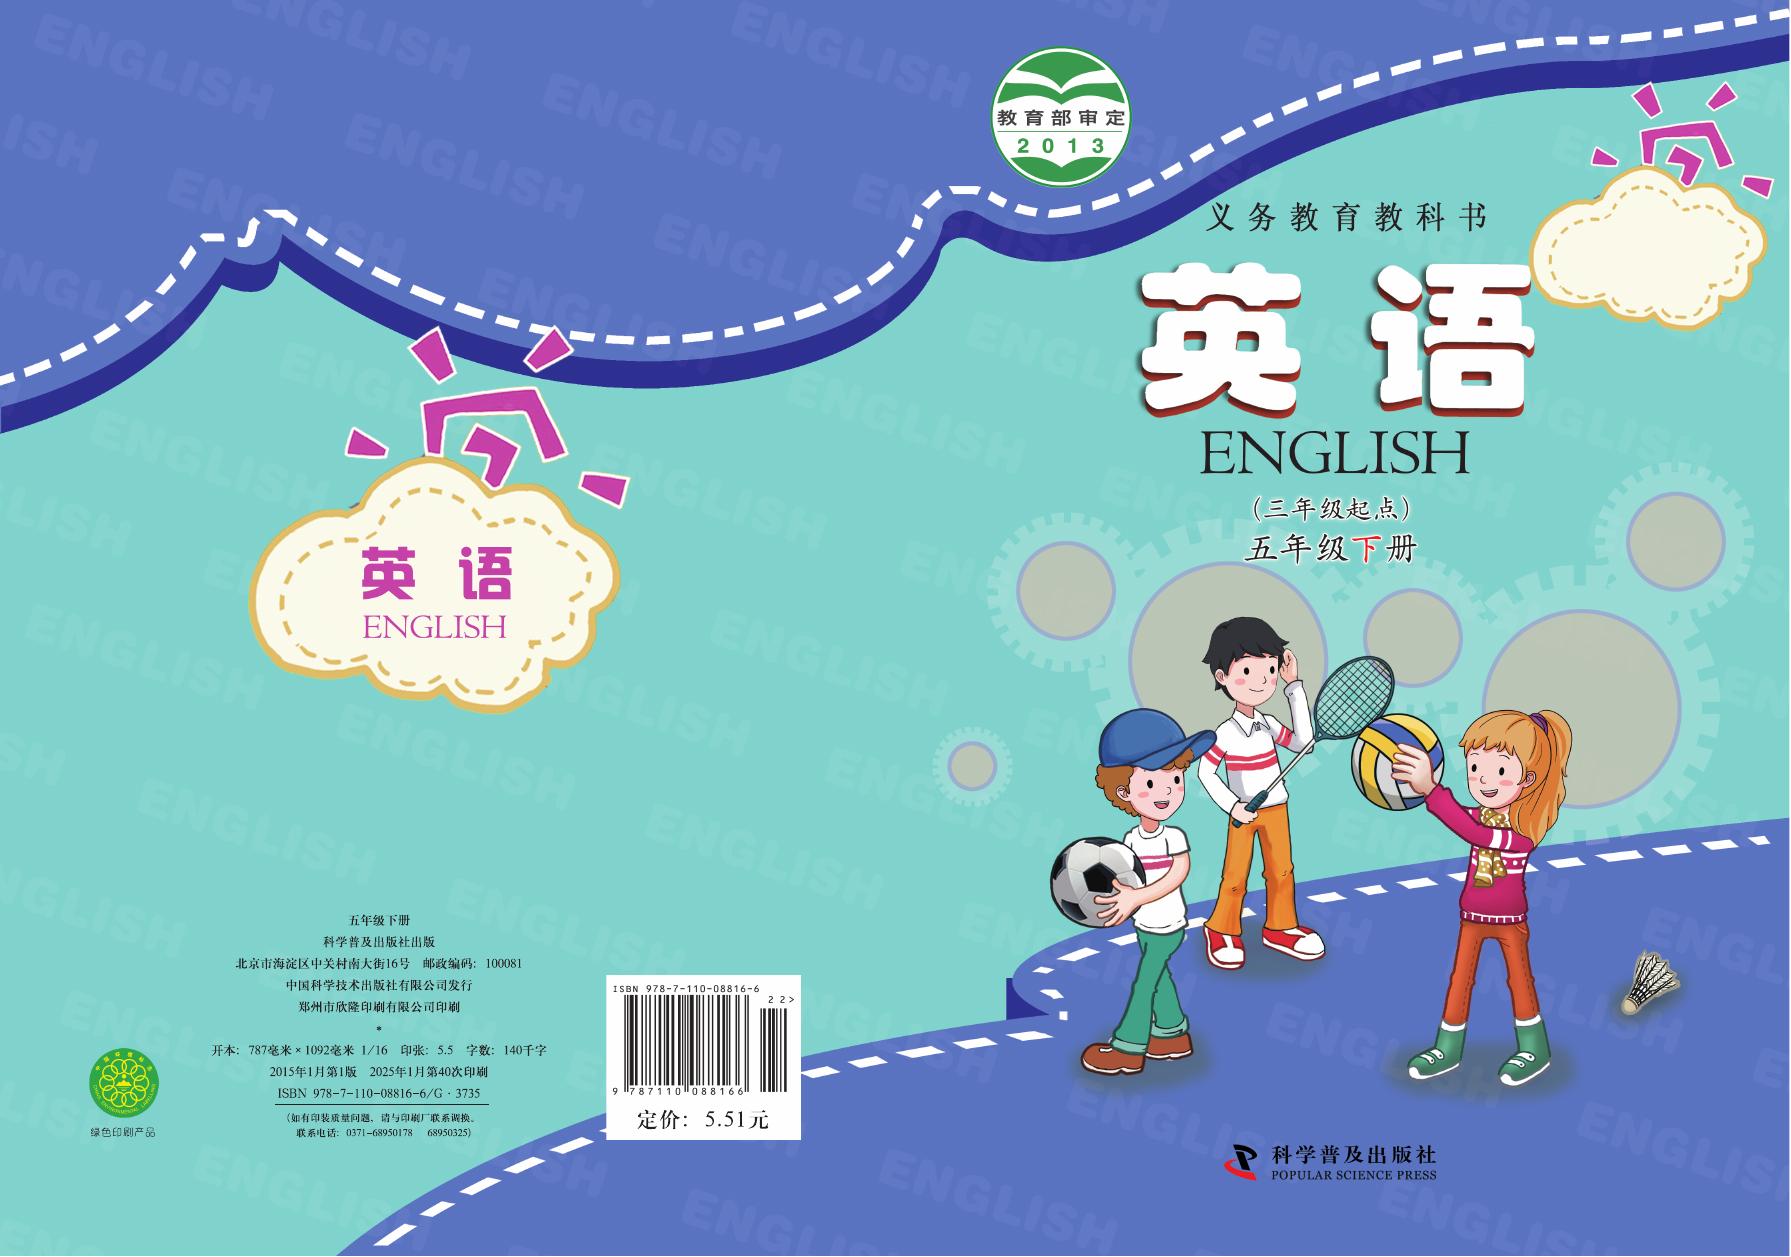 教育部审定
2013
义务教育教科书
英语
ENGLISH
(三年级起点)
五年级下册
科学普及出版社
POPULAR SCIENCE PRESS
英语
ENGLISH
五年级下册
科学普及出版社出版
北京市海淀区中关村南大街16号 邮政编码：100081
中国科学技术出版社有限公司发行
郑州市欣隆印刷有限公司印刷
*
开本：787毫米×1092毫米 1/16 印张：5.5 字数：140千字
2015年1月第1版 2025年1月第40次印刷
ISBN 978-7-110-08816-6/G·3735
(如有印装质量问题，请与印刷厂联系调换。
联系电话：0371-68950178 68950325)
绿色印刷产品
ISBN 978-7-110-08816-6
22>
9 787110 088166
定价：5.51元